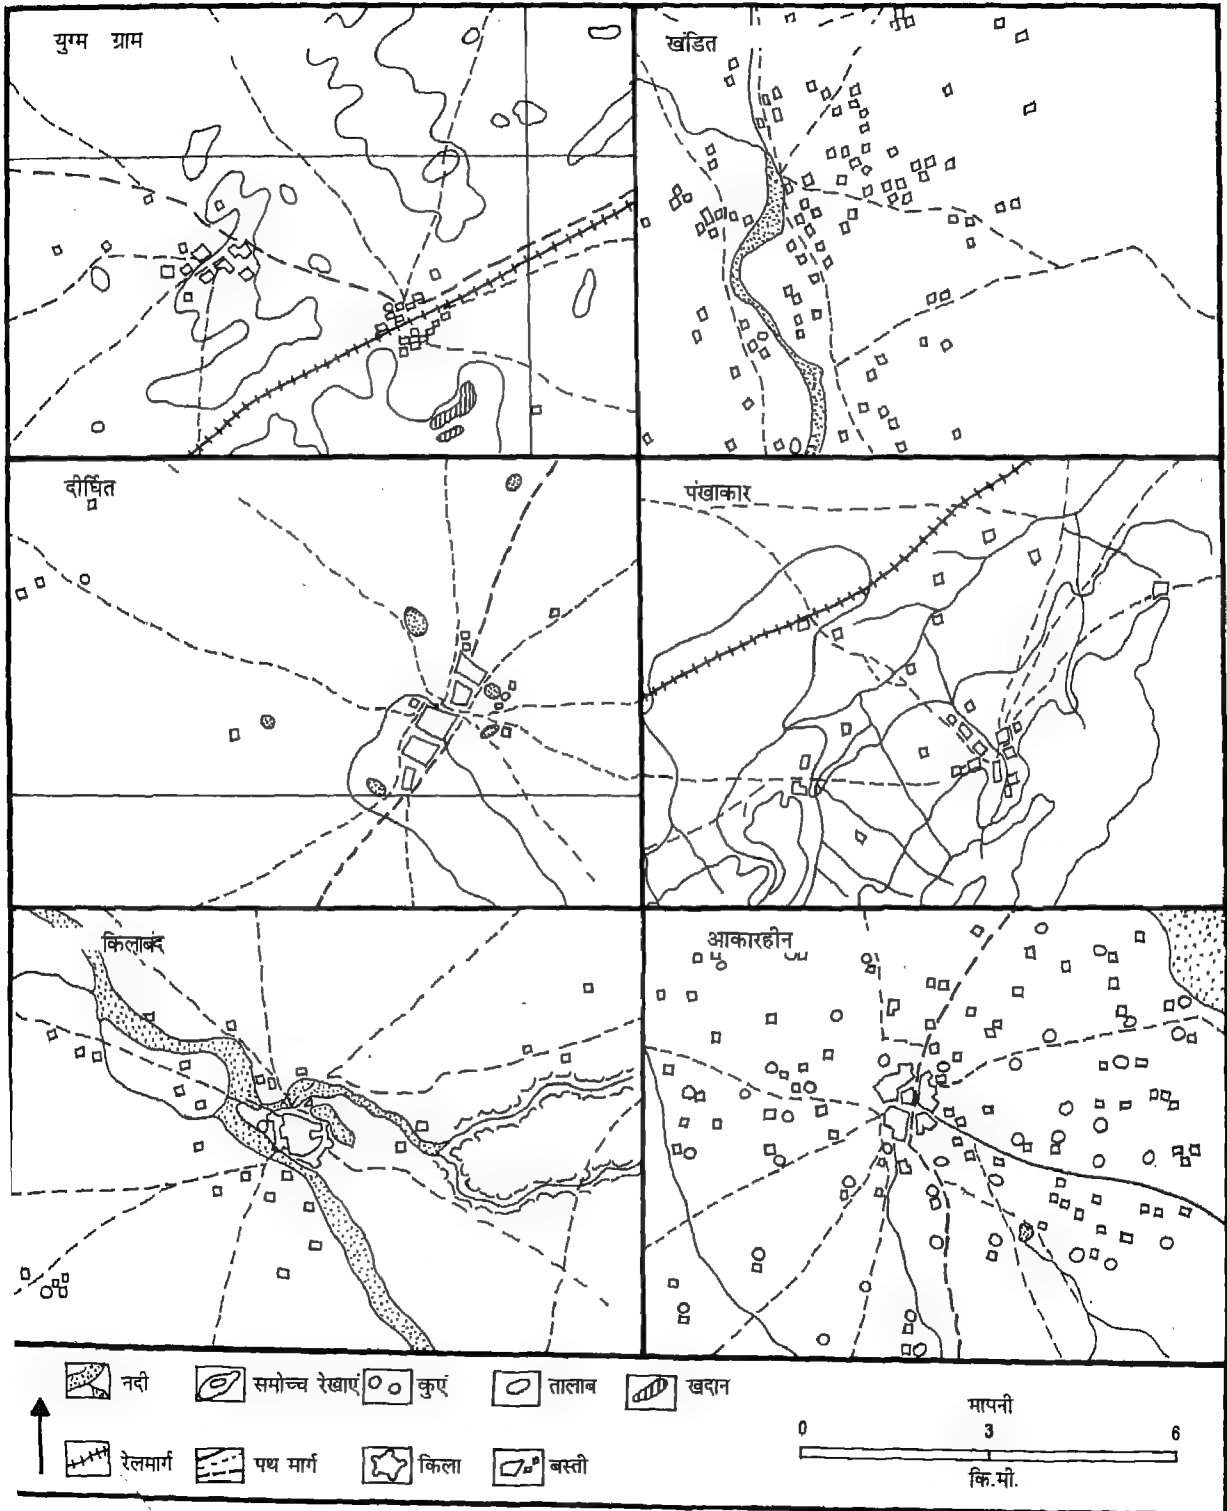 युग्म ग्राम
खंडित
दीर्घित
पंखाकार
किलाबंद
आकारहीन
नदी
समोच्च रेखाएं
कुएं
तालाब
खदान
रेलमार्ग
पथ मार्ग
किला
बस्ती
मापनी
0 3 6
कि.मी.